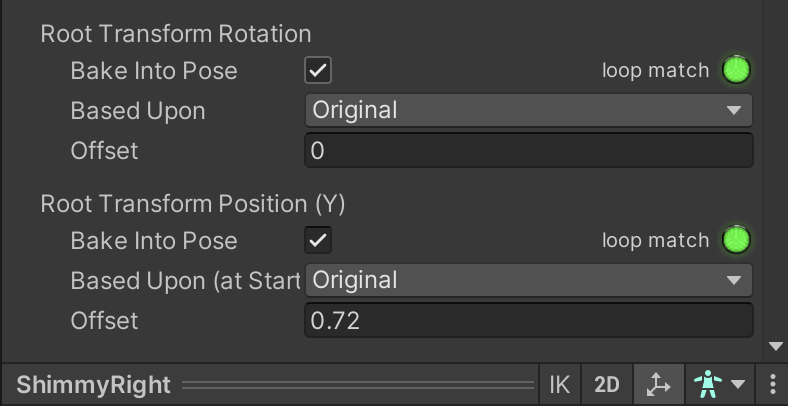 Root Transform Rotation
Bake Into Pose loop match
Based Upon Original
Offset 0
Root Transform Position (Y)
Bake Into Pose loop match
Based Upon (at Start Original
Offset 0.72
ShimmyRight IK 2D